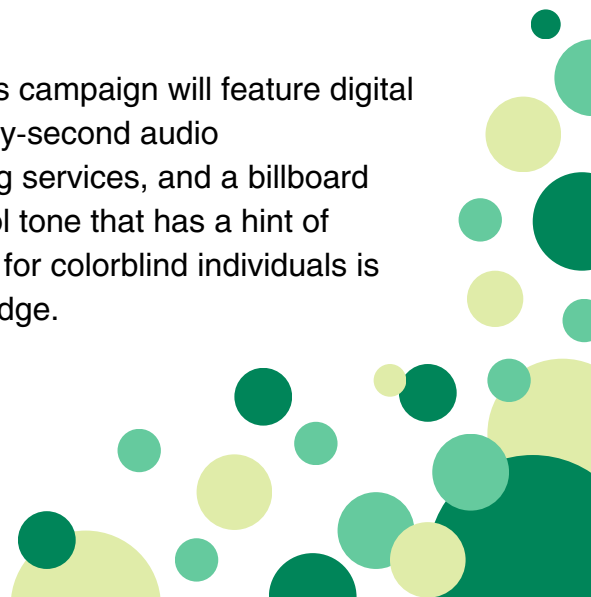 s campaign will feature digital
y-second audio
g services, and a billboard
ol tone that has a hint of
for colorblind individuals is
dge.